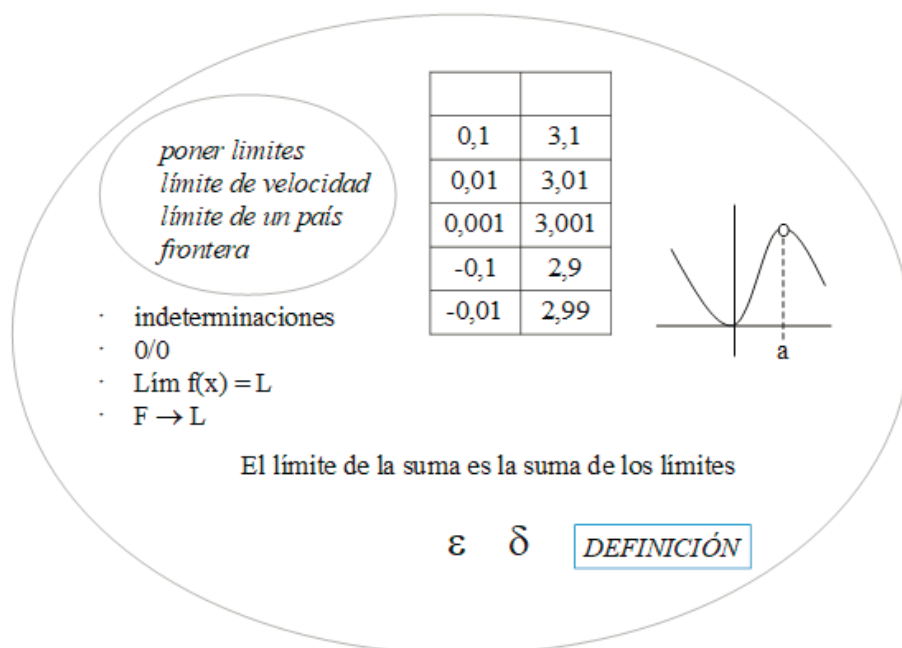 poner limites
límite de velocidad
límite de un país
frontera
0,1 3,1
0,01 3,01
0,001 3,001
-0,1 2,9
-0,01 2,99
a
· indeterminaciones
· 0/0
· Lím f(x) = L
· F → L
El límite de la suma es la suma de los límites
ε δ DEFINICIÓN